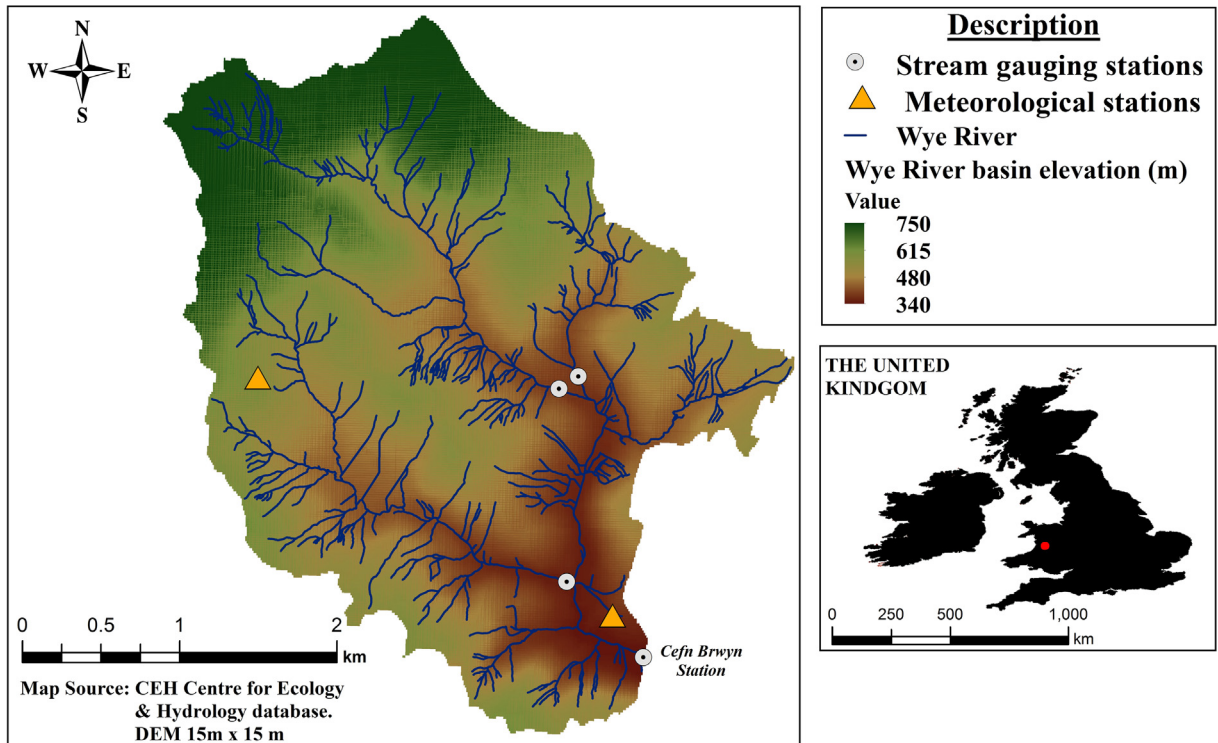 N
W E
S
0 0.5 1 2
km
Map Source: CEH Centre for Ecology
& Hydrology database.
DEM 15m x 15 m
Cefn Brwyn
Station
Description
Stream gauging stations
Meteorological stations
Wye River
Wye River basin elevation (m)
Value
750
615
480
340
THE UNITED
KINDGOM
0 250 500 1,000
km